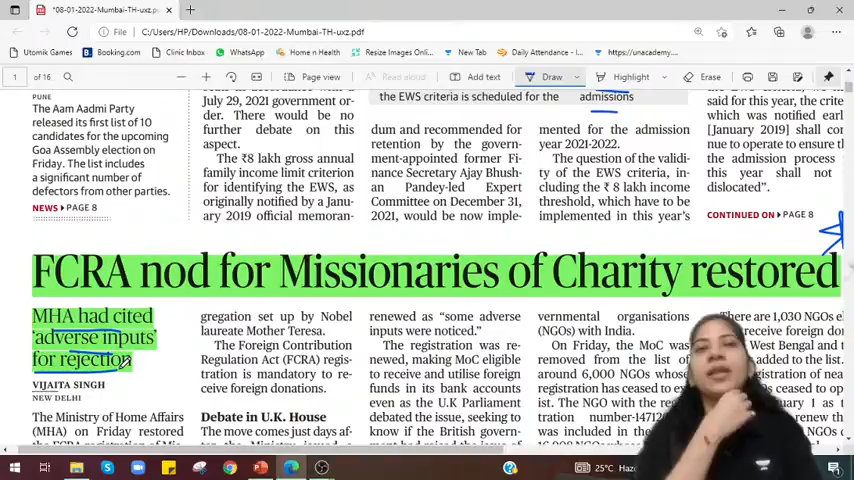 *08-01-2022-Mumbai-TH-uxz.pc
File
C:/Users/HP/Downloads/08-01-2022-Mumbai-TH-uxz.pdf
Utomik Games
Booking.com
Clinic Inbox
WhatsApp
Home n Health
Resize Images Onl...
New Tab
Daily Attendance - I...
https://unacademy....
1 of 16
Page view
Read aloud
Add text
Draw
Highlight
Erase
PUNE
The Aam Aadmi Party
released its first list of 10
candidates for the upcoming
Goa Assembly election on
Friday. The list includes
a significant number of
defectors from other parties.
NEWS PAGE 8
July 29, 2021 government or-
der. There would be no
further debate on this
aspect.
The ₹8 lakh gross annual
family income limit criterion
for identifying the EWS, as
originally notified by a Janu-
ary 2019 official memoran-
the EWS criteria is scheduled for the admissions
dum and recommended for
retention by the govern-
ment-appointed former Fi-
nance Secretary Ajay Bhush-
an Pandey-led Expert
Committee on December 31,
2021, would be now imple-
mented for the admission
year 2021-2022.
The question of the validi-
ty of the EWS criteria, in-
cluding the ₹ 8 lakh income
threshold, which have to be
implemented in this year's
said for this year, the crite
which was notified earli
[January 2019] shall con
nue to operate to ensure th
the admission process
this year shall not
dislocated".
CONTINUED ON PAGE 8
FCRA nod for Missionaries of Charity restored
MHA had cited
'adverse inputs'
for rejection
VIJAITA SINGH
NEW DELHI
The Ministry of Home Affairs
(MHA) on Friday restored
gregation set up by Nobel
laureate Mother Teresa.
The Foreign Contribution
Regulation Act (FCRA) regis-
tration is mandatory to re-
ceive foreign donations.
Debate in U.K. House
The move comes just days af-
renewed as "some adverse
inputs were noticed."
The registration was re-
newed, making MoC eligible
to receive and utilise foreign
funds in its bank accounts
even as the U.K Parliament
debated the issue, seeking to
know if the British govern-
vernmental organisations
(NGOs) with India.
On Friday, the MoC was
removed from the list of
around 6,000 NGOs whose
registration has ceased to ex
ist. The NGO with the re
tration number-14712
was included in the
There are 1,030 NGOs el
receive foreign do
West Bengal and
added to the list.
istration of near
NGOs ceased to op
uary 1 as t
renew th
NGOs
25°C
Haz